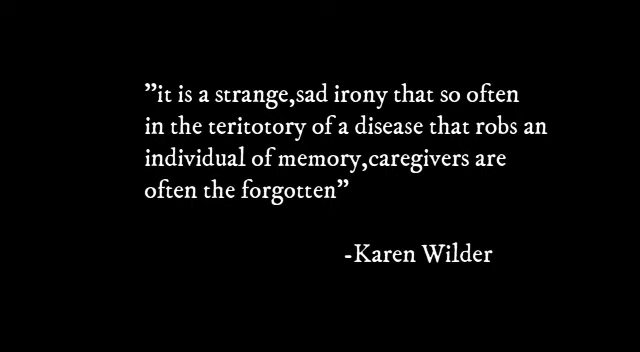 ”it is a strange,sad irony that so often
in the teritotory of a disease that robs an
individual of memory,caregivers are
often the forgotten”
-Karen Wilder